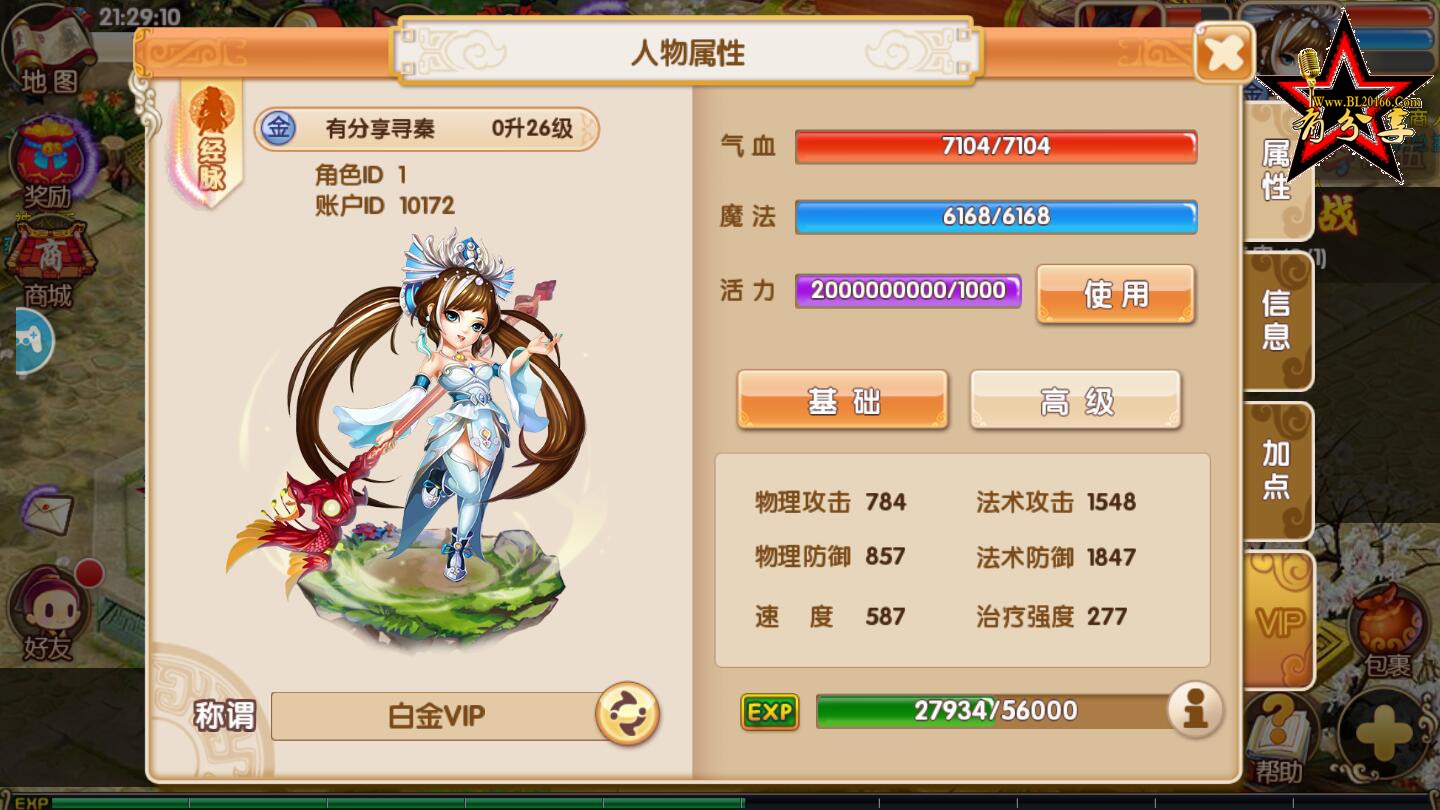 21:29:10
人物属性
地图
奖励
商
商城
好友
经脉
金
有分享寻秦 0升26级
角色ID 1
账户ID 10172
称谓 白金VIP
气血 7104/7104
魔法 6168/6168
活力 2000000000/1000
使用
基础 高级
物理攻击 784 法术攻击 1548
物理防御 857 法术防御 1847
速度 587 治疗强度 277
EXP 27934/56000
属性
信息
加点
VIP
战
Www.BL20166.Com
有分享
包裹
帮助
EXP